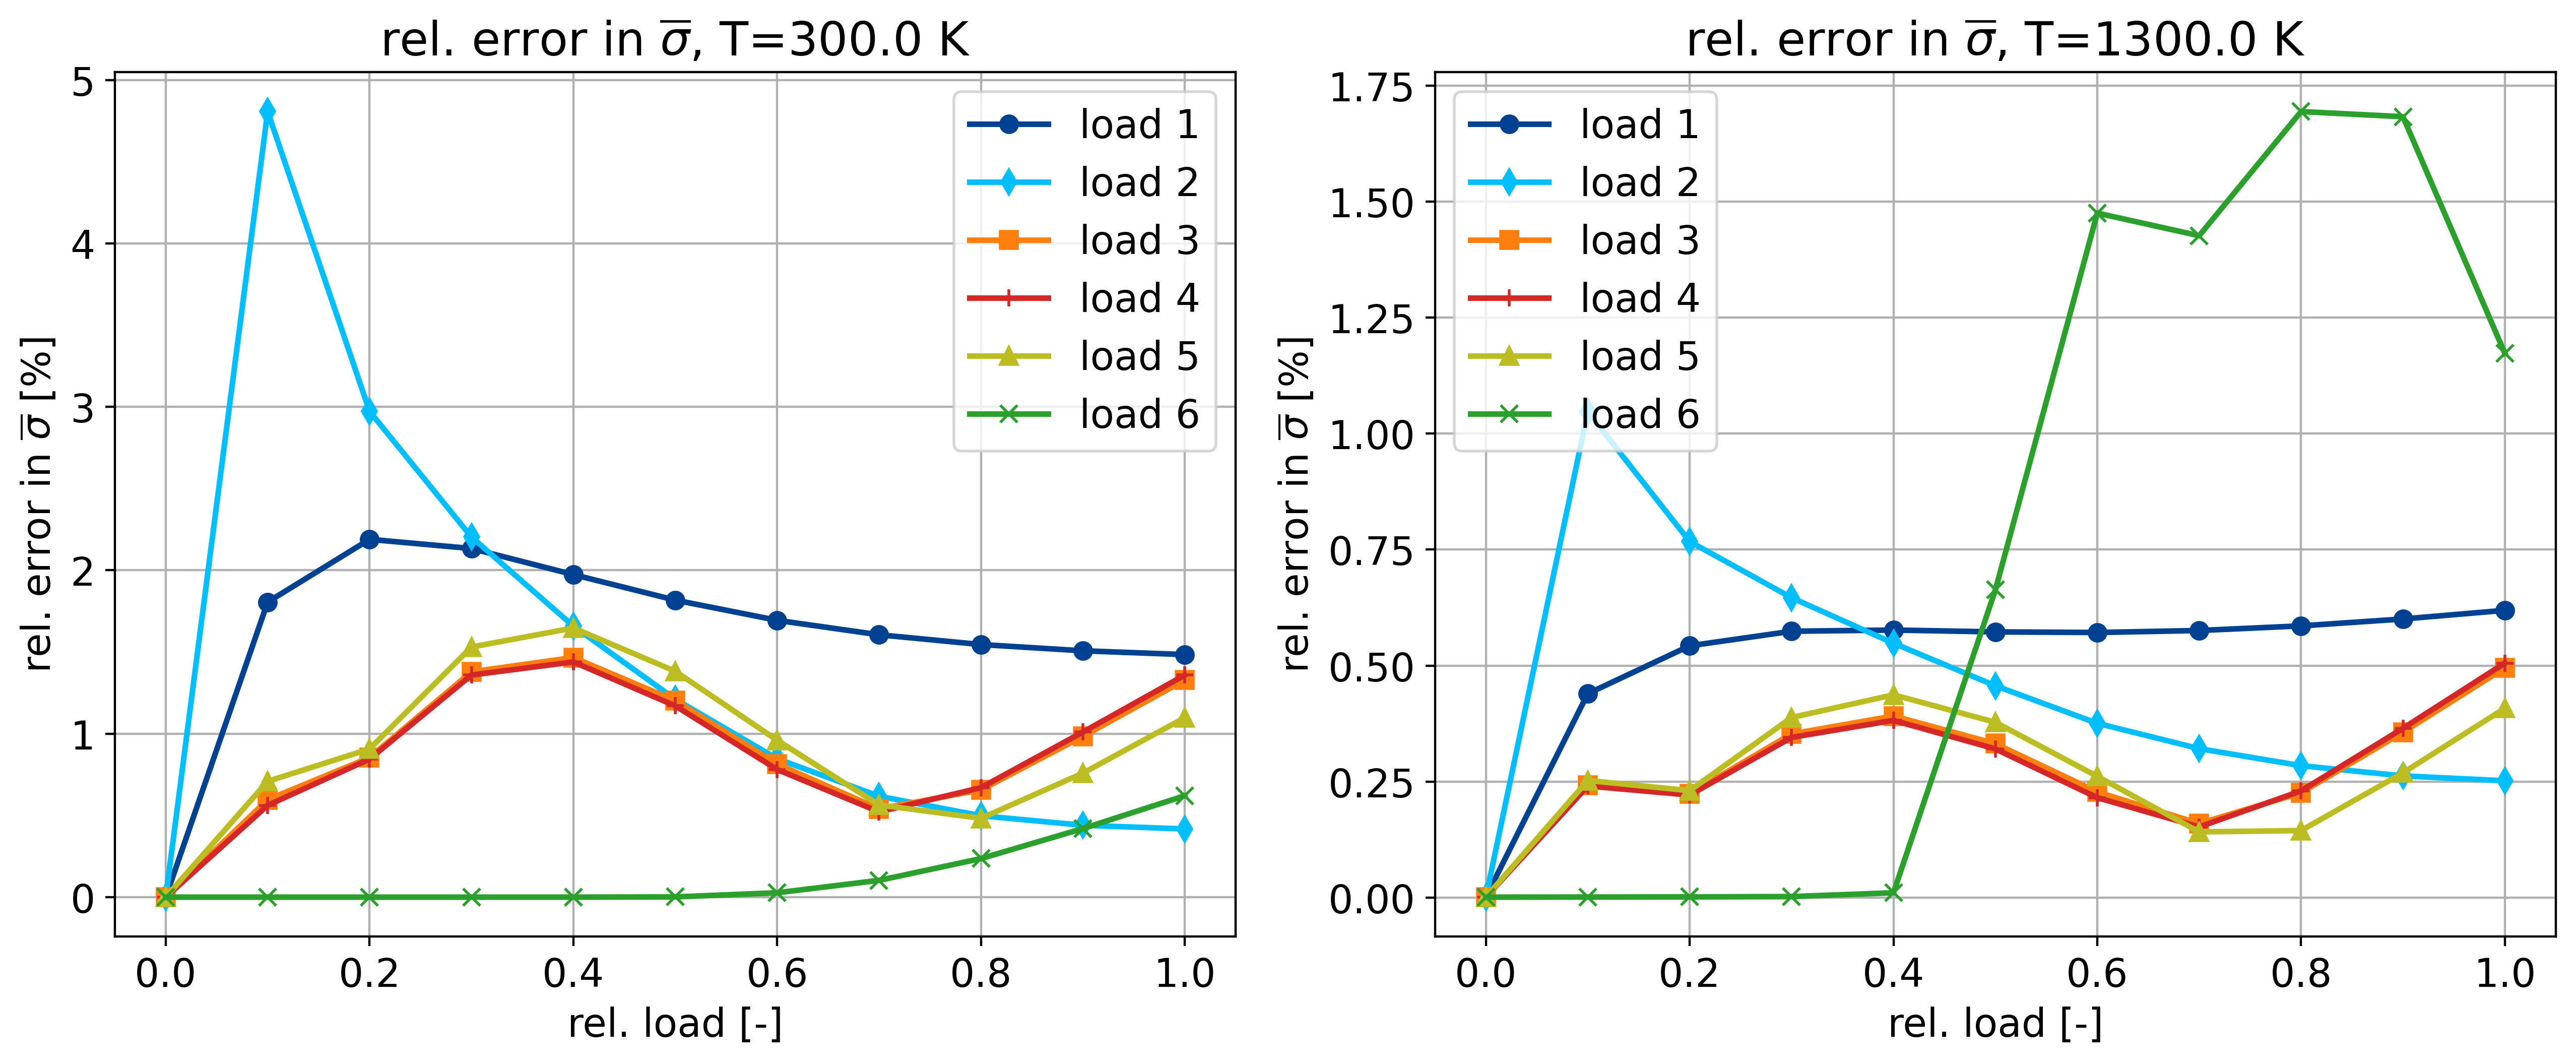 rel. error in σ̅, T=300.0 K
5
4
3
2
1
0
rel. error in σ̅ [%]
load 1
load 2
load 3
load 4
load 5
load 6
0.0 0.2 0.4 0.6 0.8 1.0
rel. load [-]
rel. error in σ̅, T=1300.0 K
1.75
1.50
1.25
1.00
0.75
0.50
0.25
0.00
rel. error in σ̅ [%]
load 1
load 2
load 3
load 4
load 5
load 6
0.0 0.2 0.4 0.6 0.8 1.0
rel. load [-]